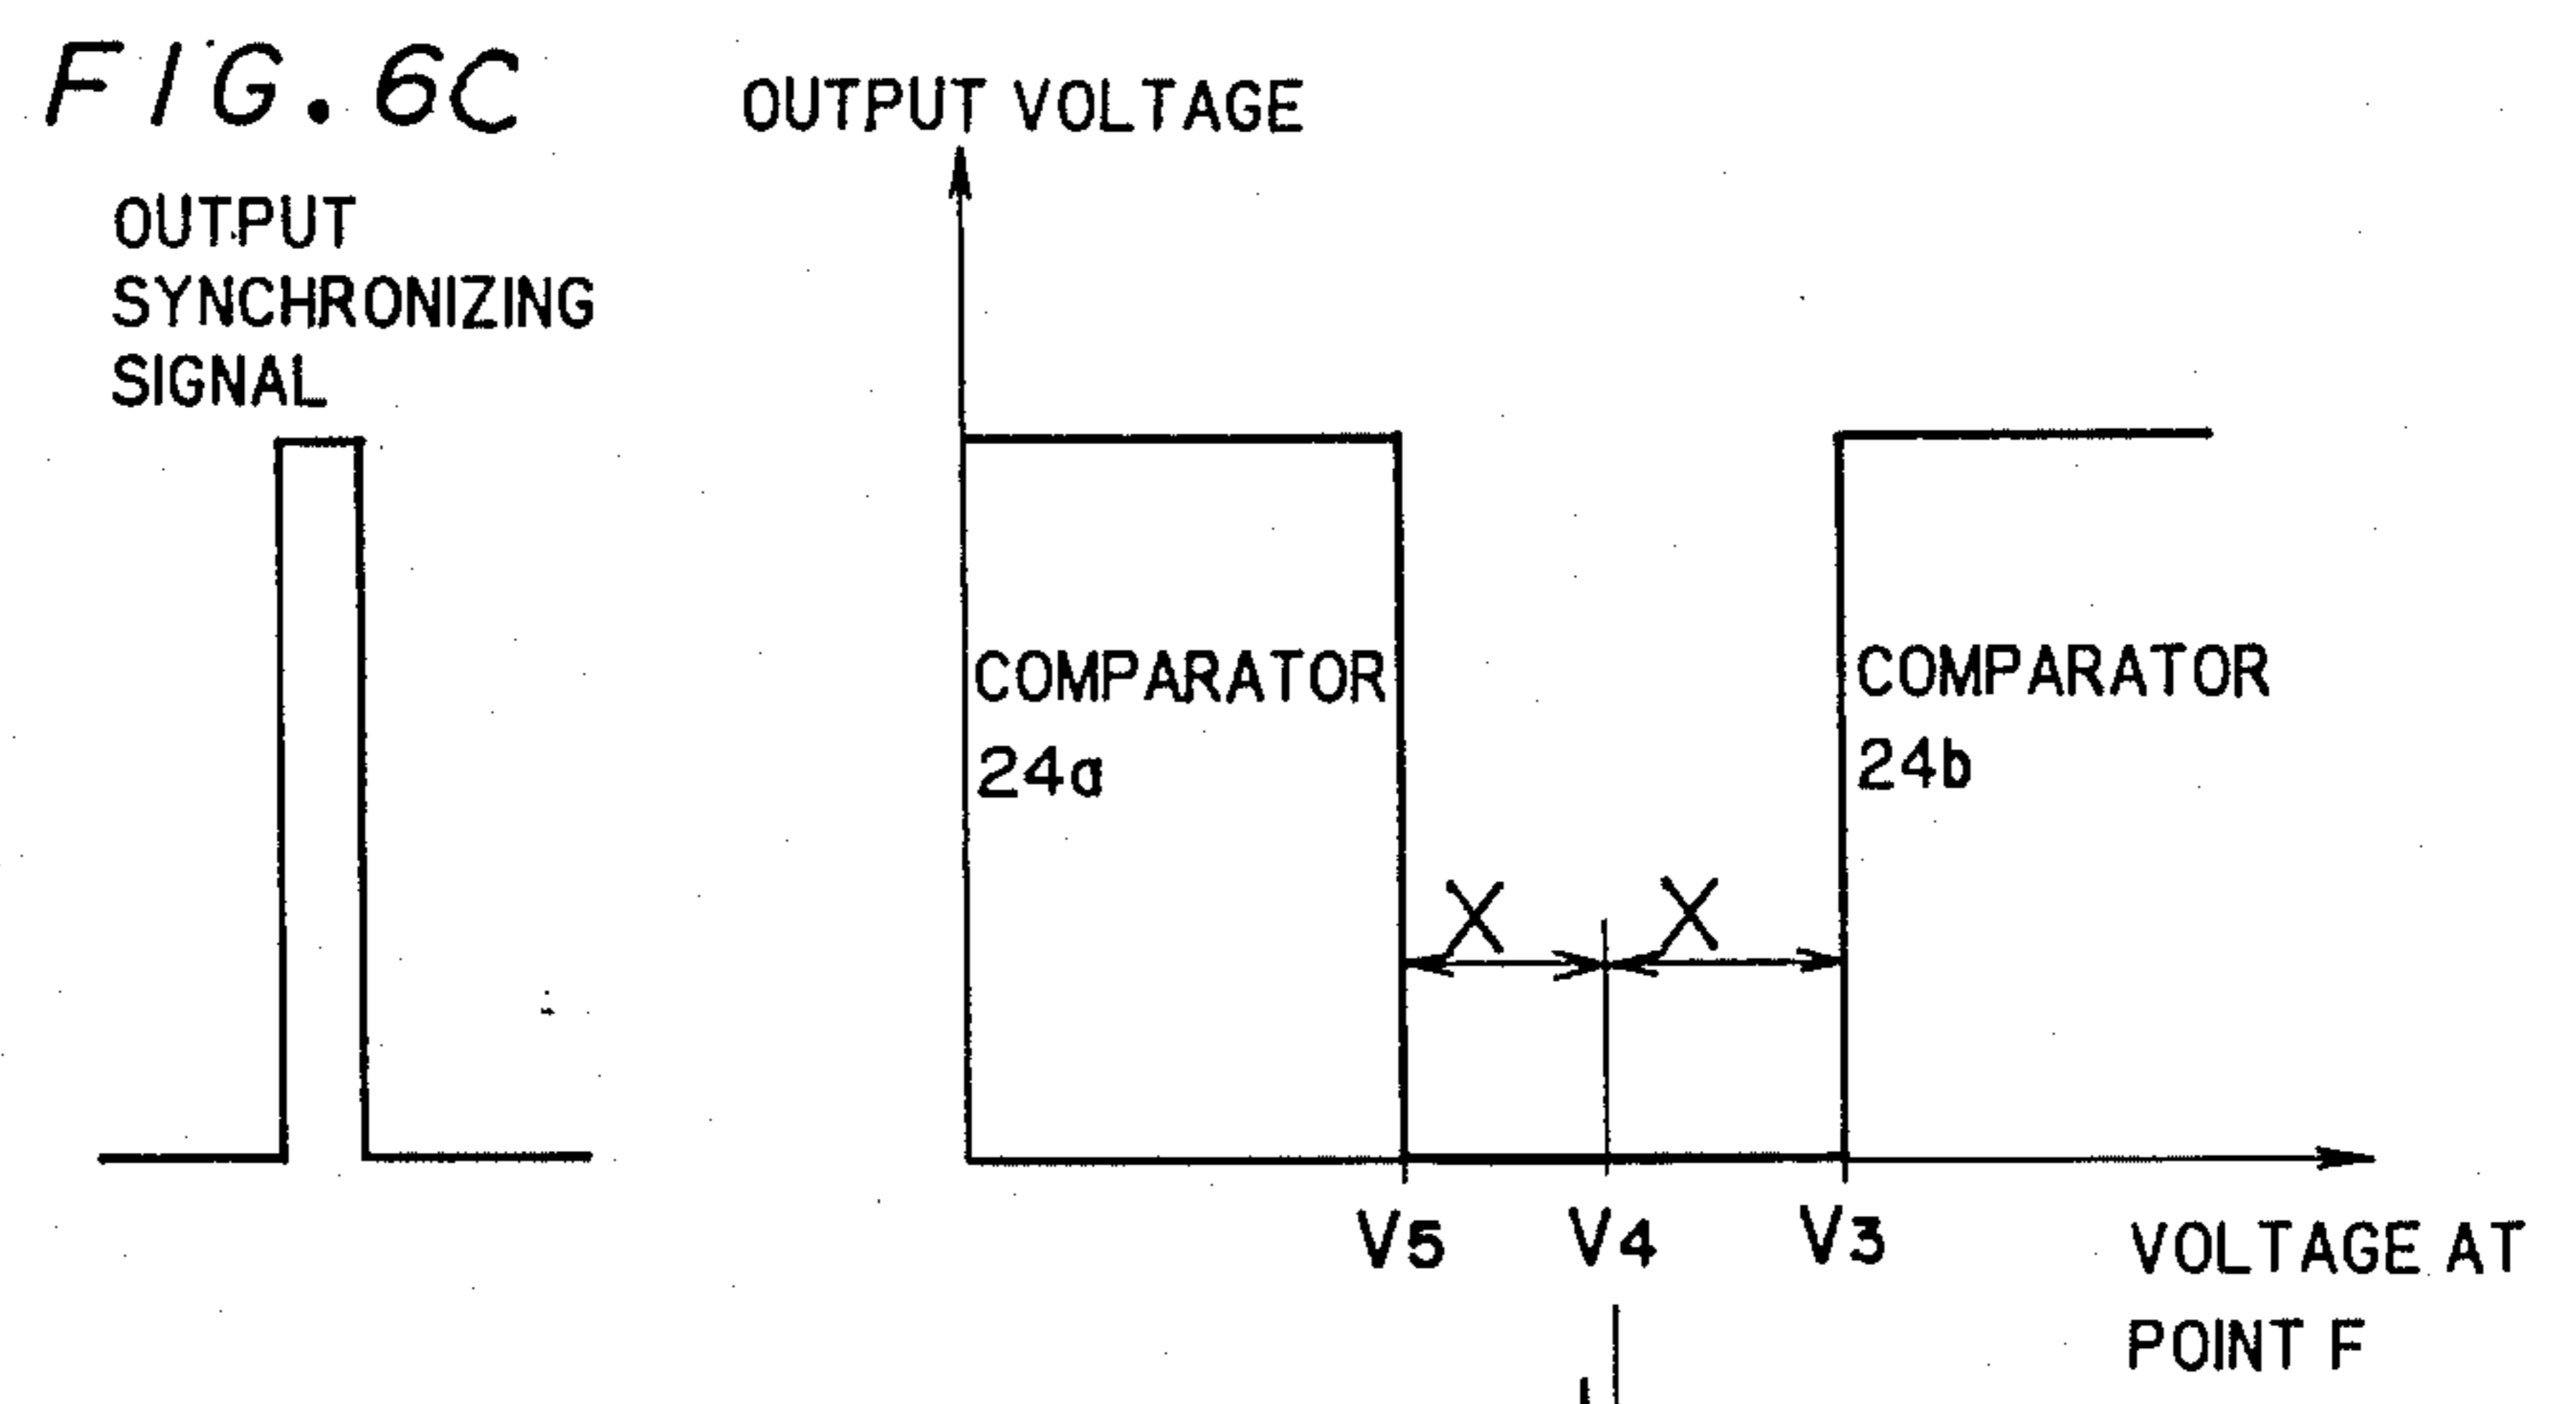 FIG. 6C
OUTPUT
SYNCHRONIZING
SIGNAL
OUTPUT VOLTAGE
COMPARATOR
24a
COMPARATOR
24b
X
X
V5
V4
V3
VOLTAGE AT
POINT F